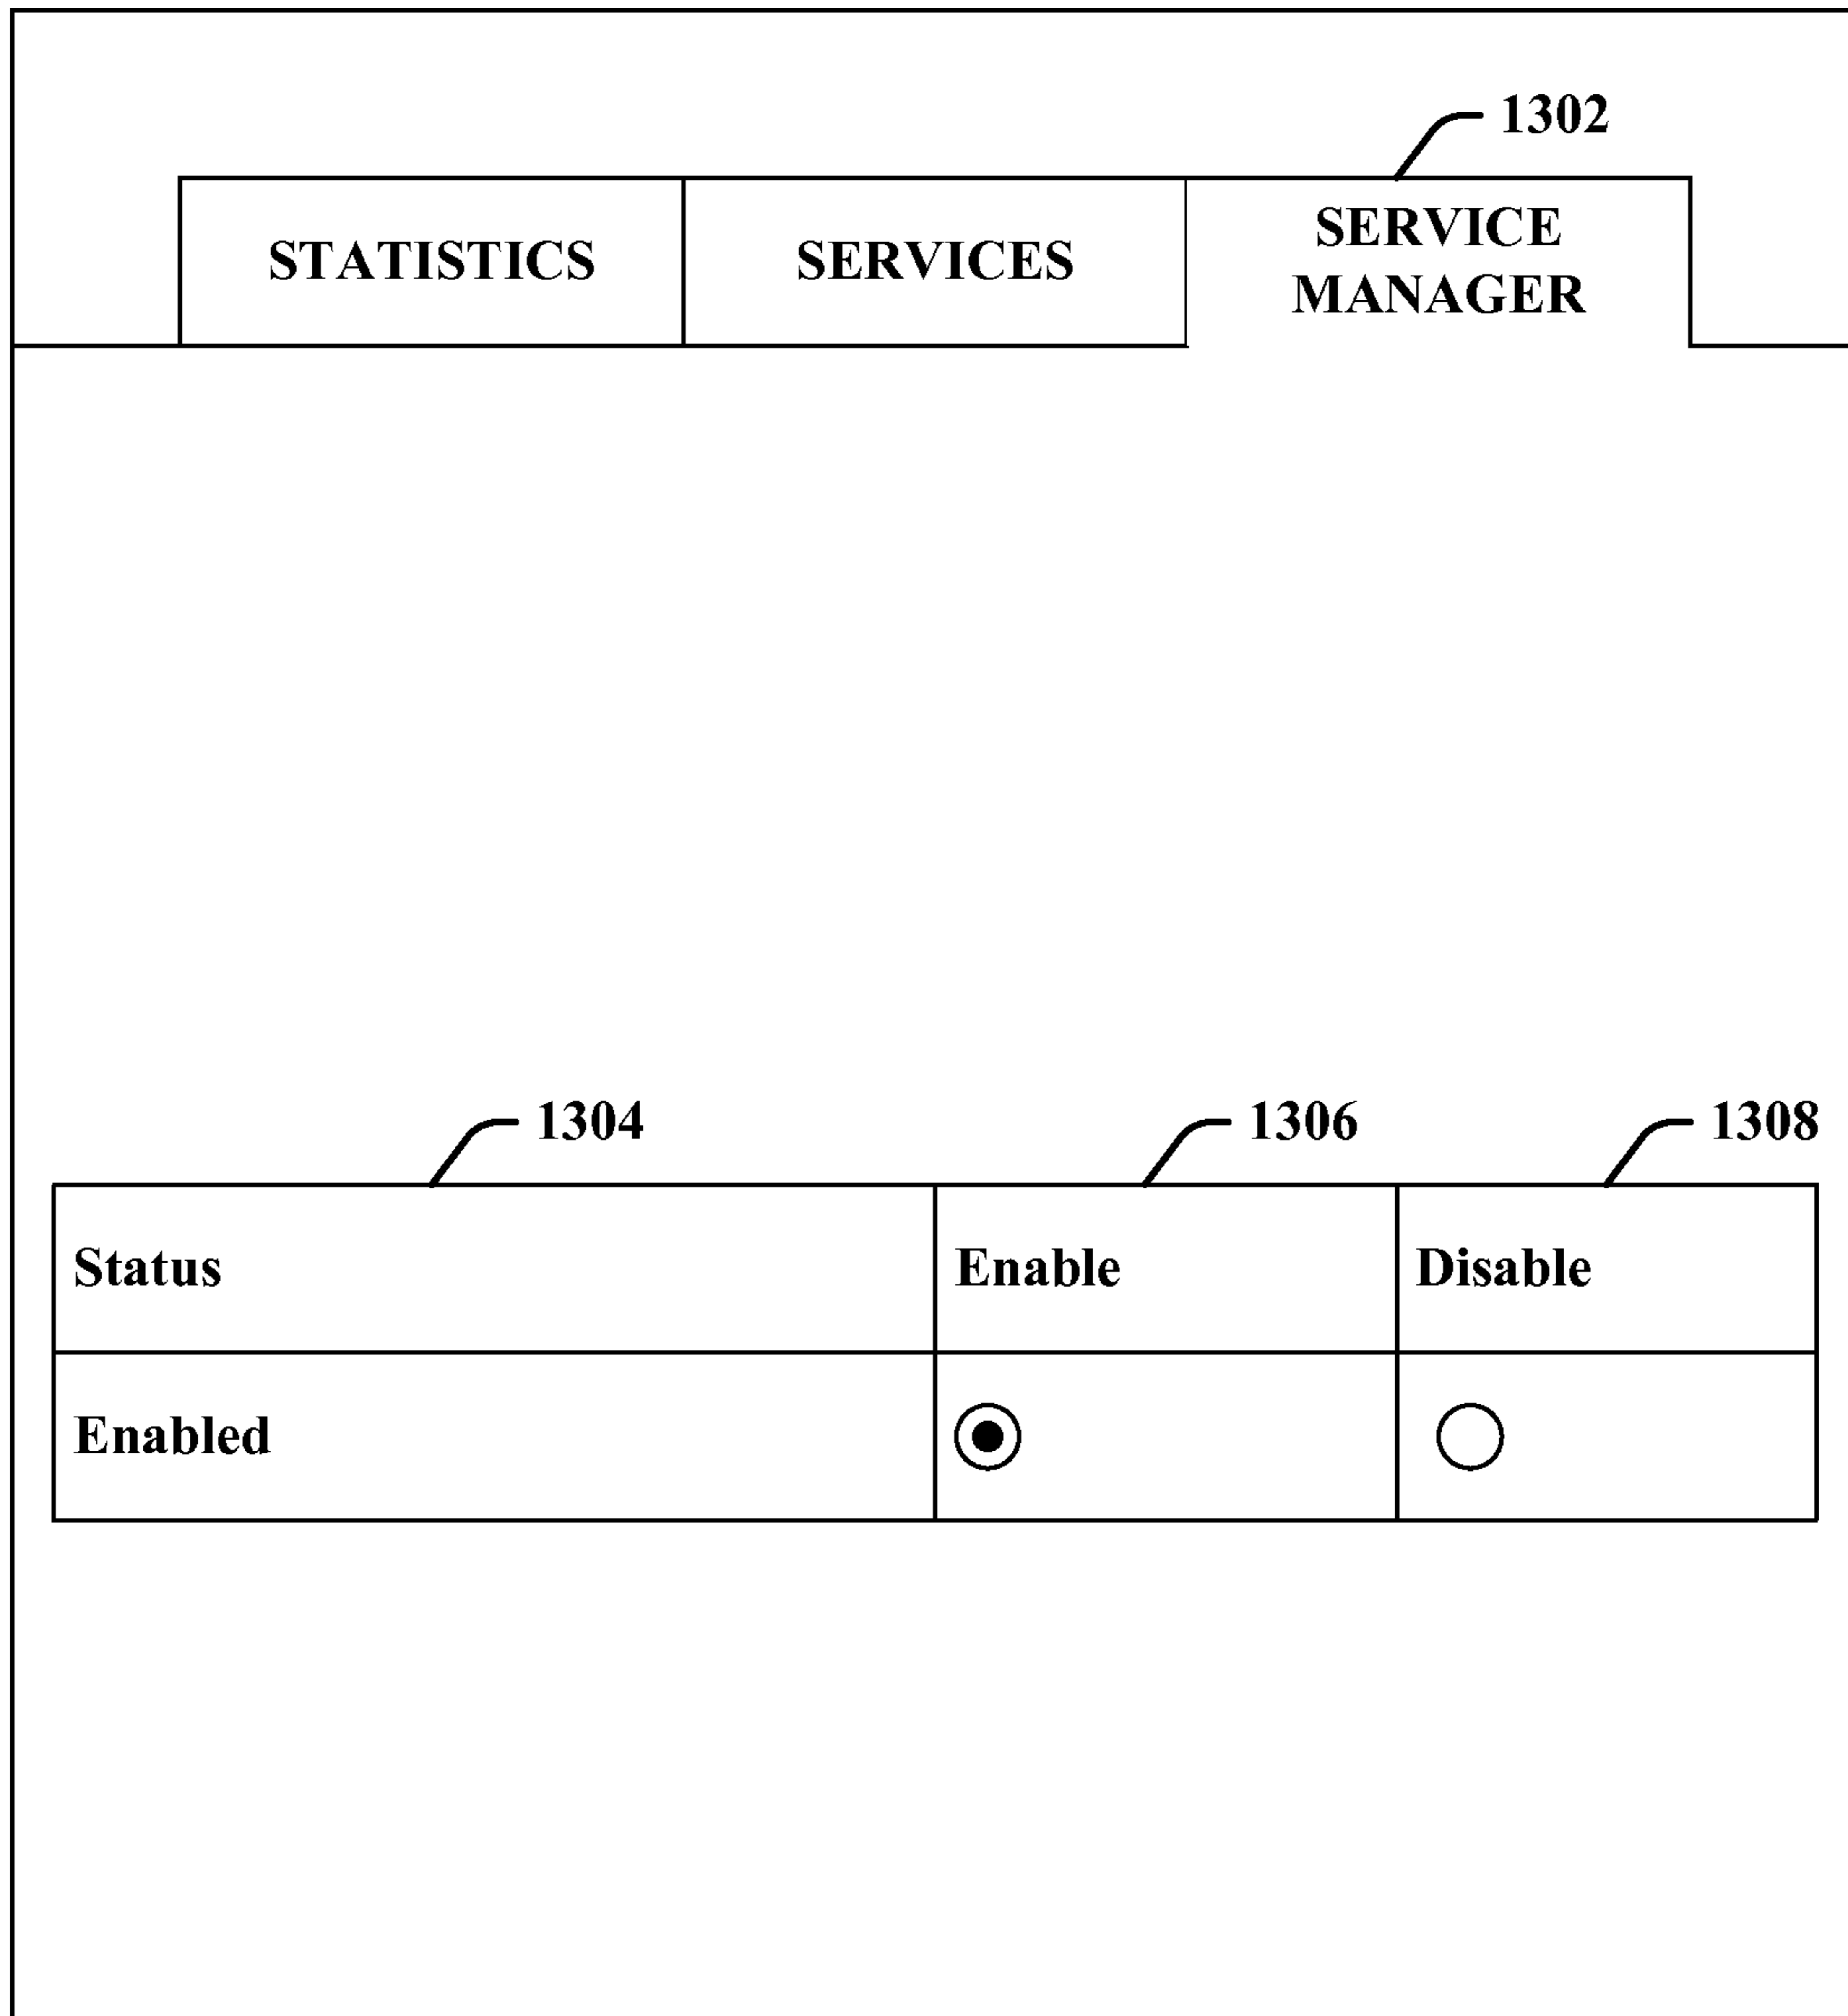 1302
STATISTICS
SERVICES
SERVICE
MANAGER
1304
1306
1308
Status
Enable
Disable
Enabled